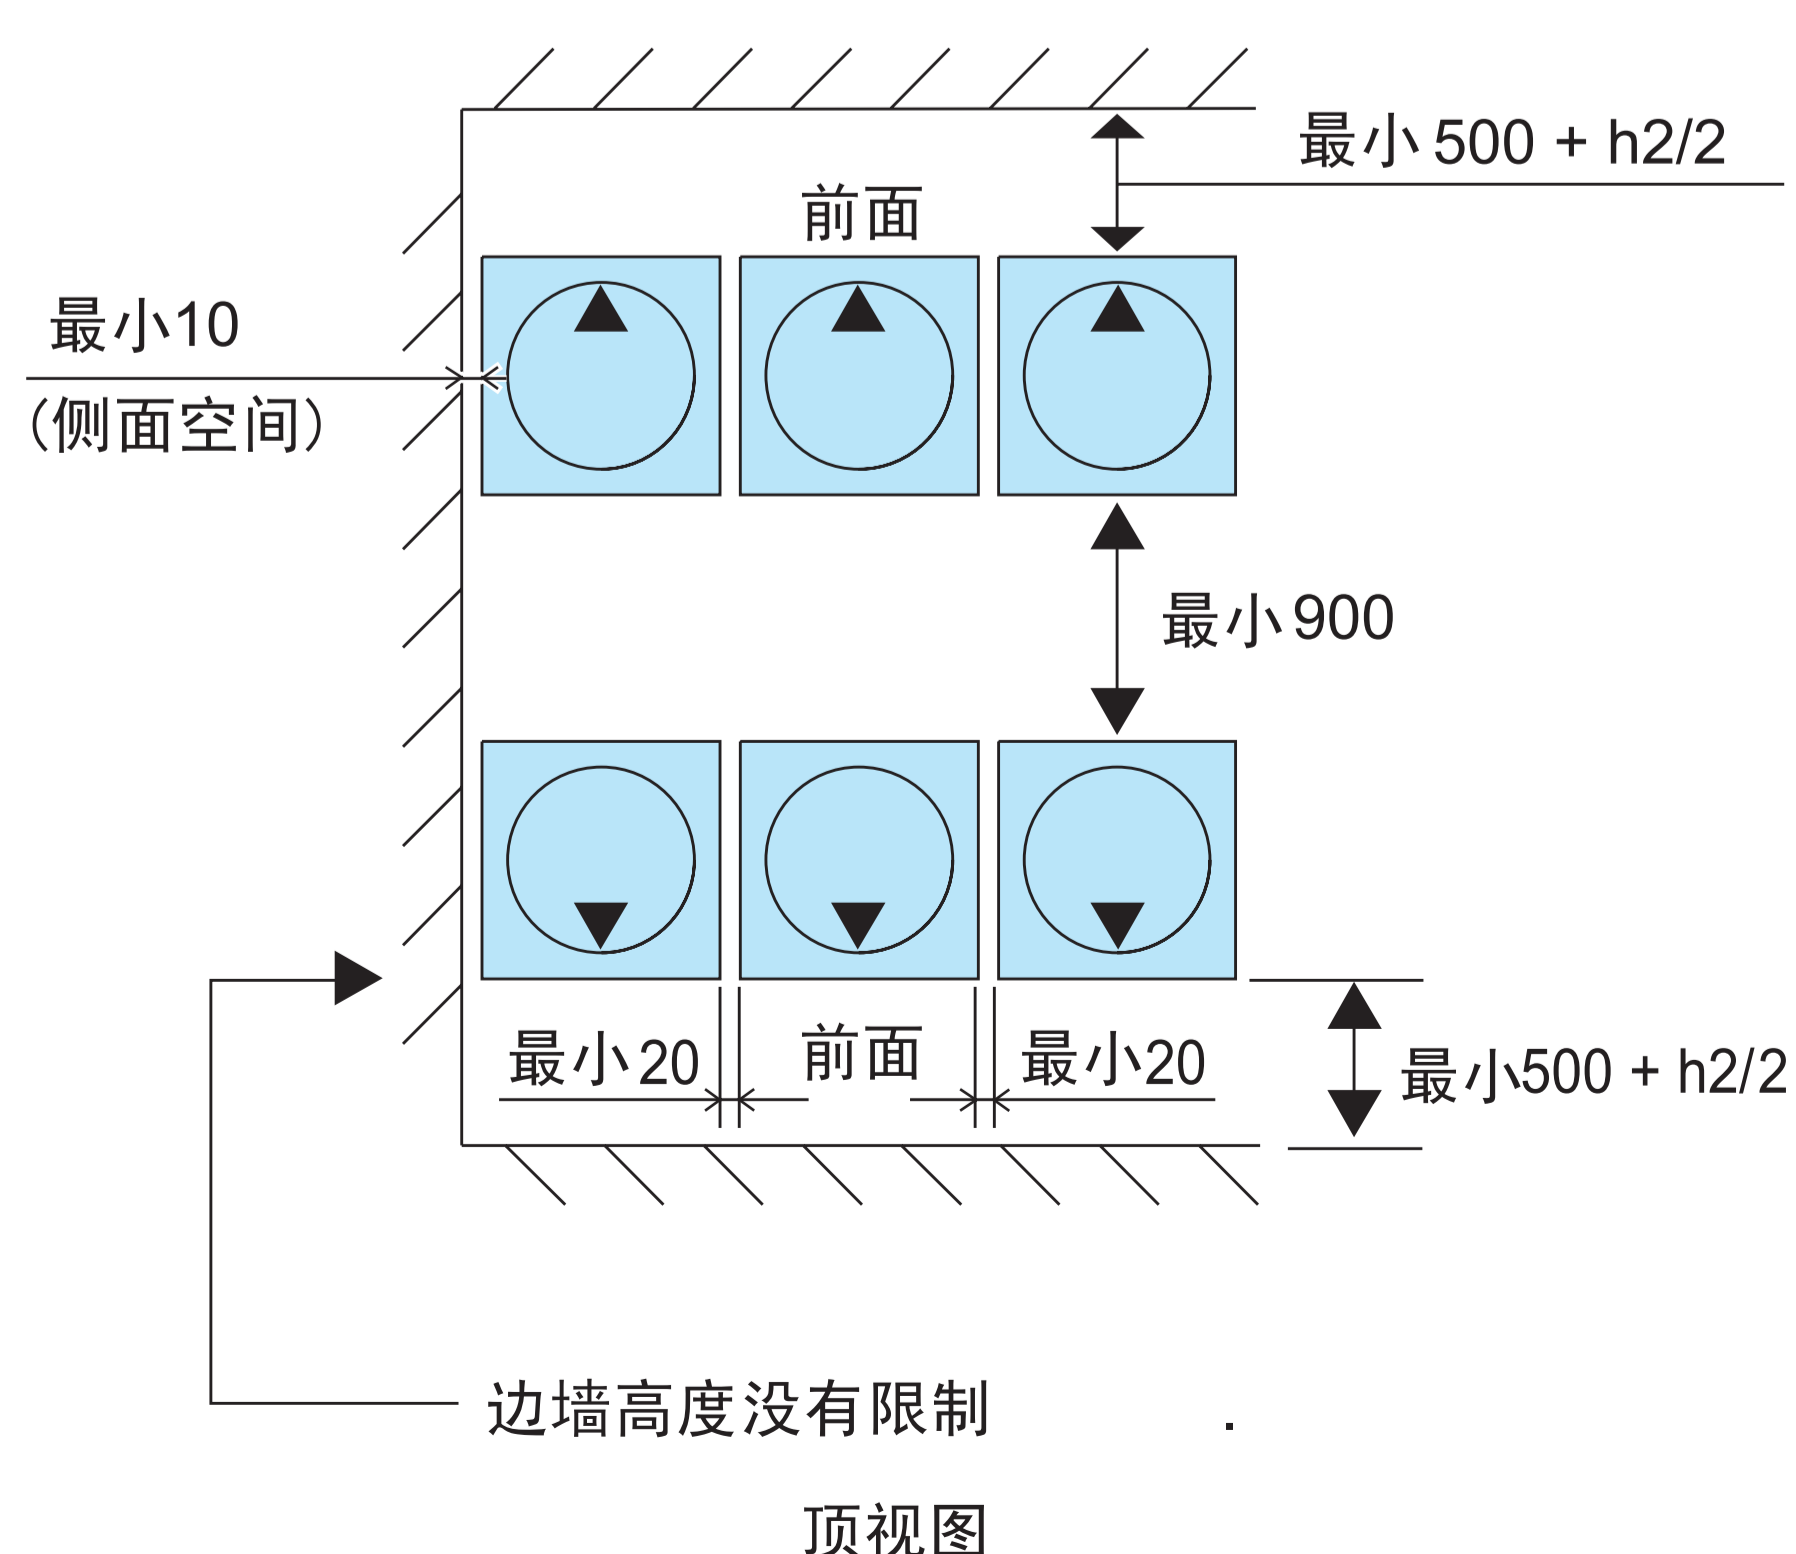 最小 500 + h2/2
前面
最小10
(侧面空间)
最小 900
最小 20
前面
最小20
最小500 + h2/2
边墙高度没有限制 .
顶视图